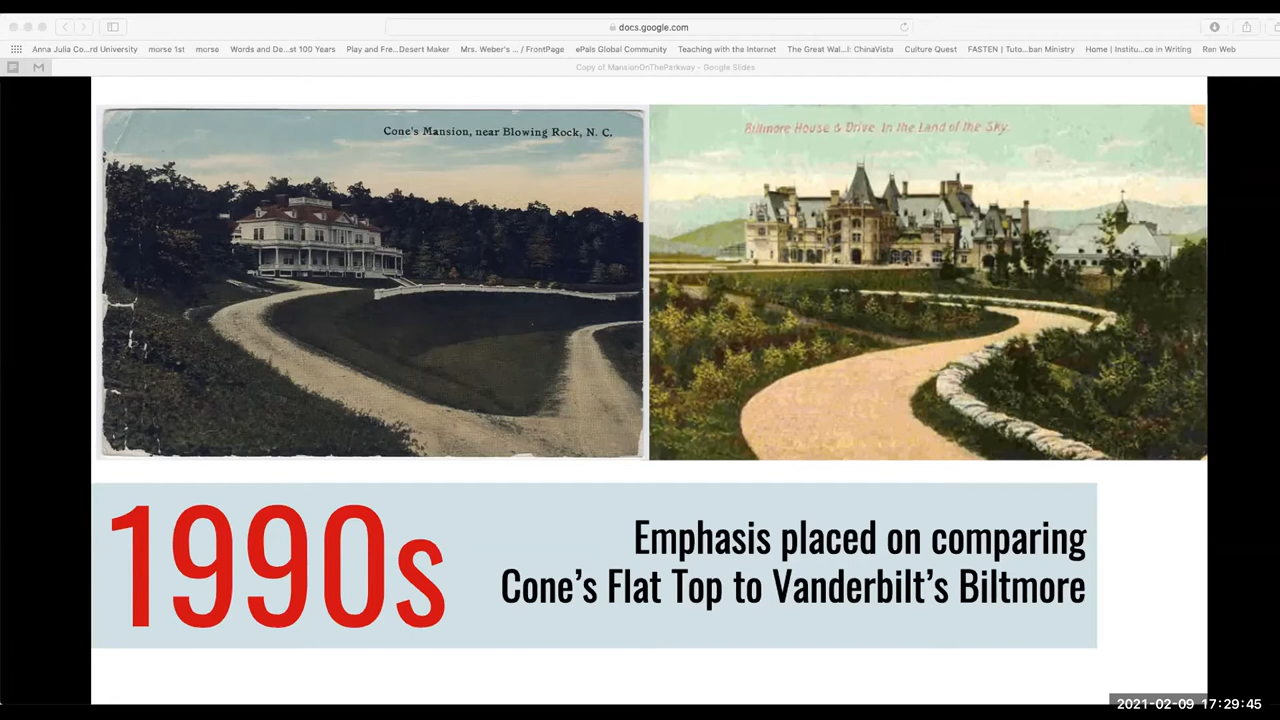 docs.google.com
Anna Julia Co...rd University morse 1st morse Words and De...st 100 Years Play and Fre...Desert Maker Mrs. Weber's ... / FrontPage ePals Global Community Teaching with the Internet The Great Wal...l: ChinaVista Culture Quest FASTEN | Tuto...ban Ministry Home | Institu...ce in Writing Ren Web
Copy of MansionOnTheParkway – Google Slides
Cone's Mansion, near Blowing Rock, N. C.
Biltmore House & Drive. In the Land of the Sky.
1990s
Emphasis placed on comparing
Cone's Flat Top to Vanderbilt's Biltmore
2021-02-09 17:29:45